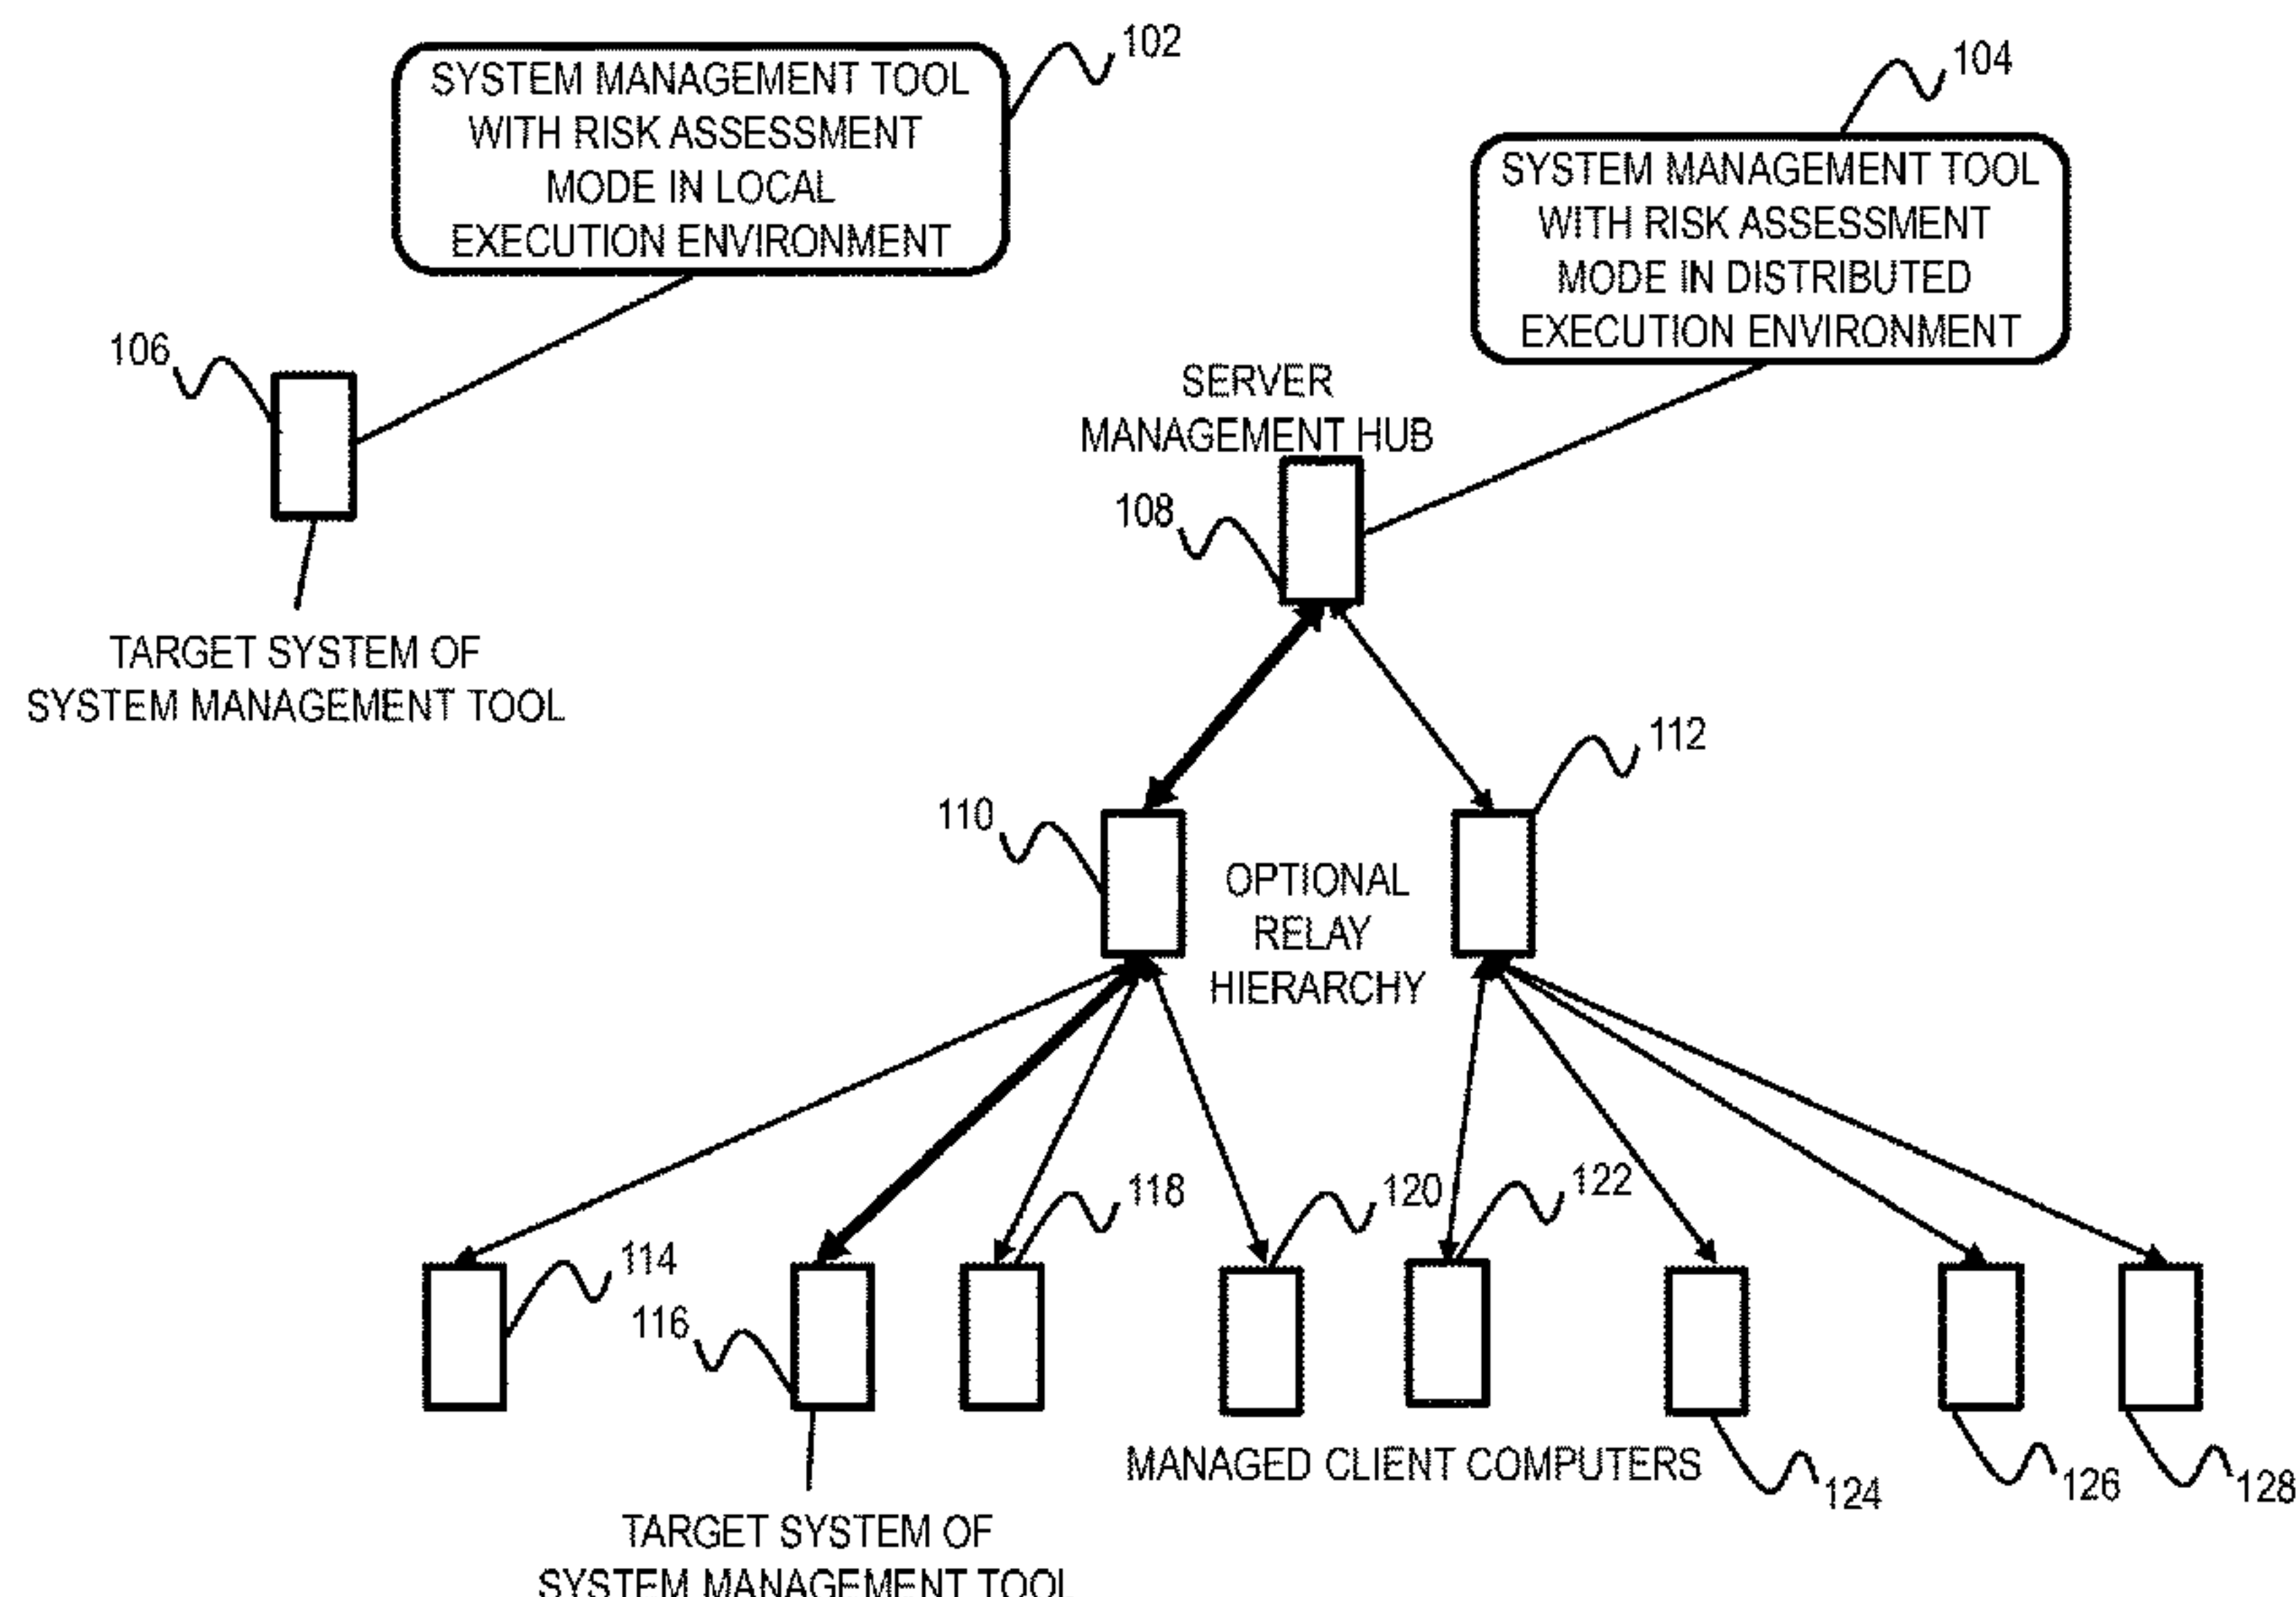 102
SYSTEM MANAGEMENT TOOL
WITH RISK ASSESSMENT
MODE IN LOCAL
EXECUTION ENVIRONMENT
104
SYSTEM MANAGEMENT TOOL
WITH RISK ASSESSMENT
MODE IN DISTRIBUTED
EXECUTION ENVIRONMENT
106
TARGET SYSTEM OF
SYSTEM MANAGEMENT TOOL
SERVER
MANAGEMENT HUB
108
110
112
OPTIONAL
RELAY
HIERARCHY
114
116
118
120
122
124
126
128
MANAGED CLIENT COMPUTERS
TARGET SYSTEM OF
SYSTEM MANAGEMENT TOOL